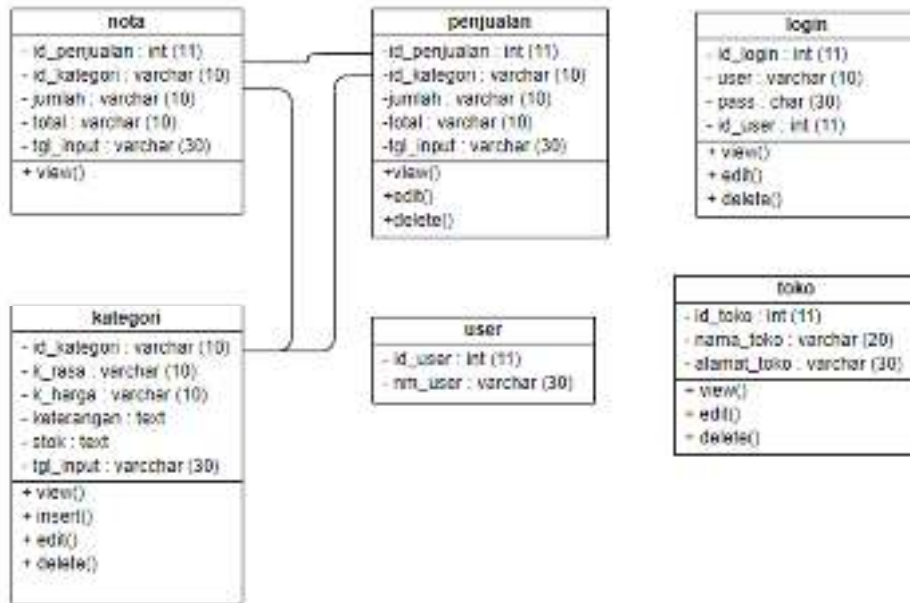 nota
- id_penjualan : int (11)
- id_kategori : varchar (10)
- jumlah : varchar (10)
- total : varchar (10)
- tgl_input : varchar (30)
+ view()
penjualan
- id_penjualan : int (11)
-id_kategori : varchar (10)
-jumlah : varchar (10)
-total : varchar (10)
-tgl_input : varchar (30)
+view()
+edit()
+delete()
login
- id_login : int (11)
- user : varchar (10)
- pass : char (30)
- id_user : int (11)
+ view()
+ edit()
+ delete()
kategori
- id_kategori : varchar (10)
- k_rasa : varchar (10)
- k_harga : varchar (10)
- keterangan : text
- stok : text
- tgl_input : varcchar (30)
+ view()
+ insert()
+ edit()
+ delete()
user
- id_user : int (11)
- nm_user : varchar (30)
toko
- id_toko : int (11)
- nama_toko : varchar (20)
- alamat_toko : varchar (30)
+ view()
+ edit()
+ delete()